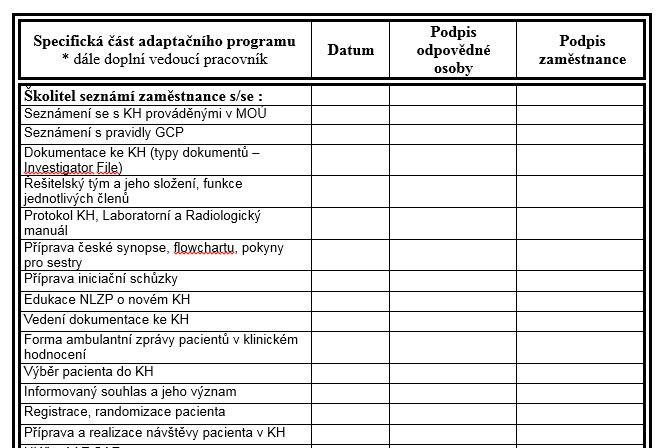 Specifická část adaptačního programu
* dále doplní vedoucí pracovník
Datum
Podpis
odpovědné
osoby
Podpis
zaměstnance
Školitel seznámí zaměstnance s/se :
Seznámení se s KH prováděnými v MOÚ
Seznámení s pravidly GCP
Dokumentace ke KH (typy dokumentů –
Investigator File)
Řešitelský tým a jeho složení, funkce
jednotlivých členů
Protokol KH, Laboratorní a Radiologický
manuál
Příprava české synopse, flowchartu, pokyny
pro sestry
Příprava iniciační schůzky
Edukace NLZP o novém KH
Vedení dokumentace ke KH
Forma ambulantní zprávy pacientů v klinickém
hodnocení
Výběr pacienta do KH
Informovaný souhlas a jeho význam
Registrace, randomizace pacienta
Příprava a realizace návštěvy pacienta v KH